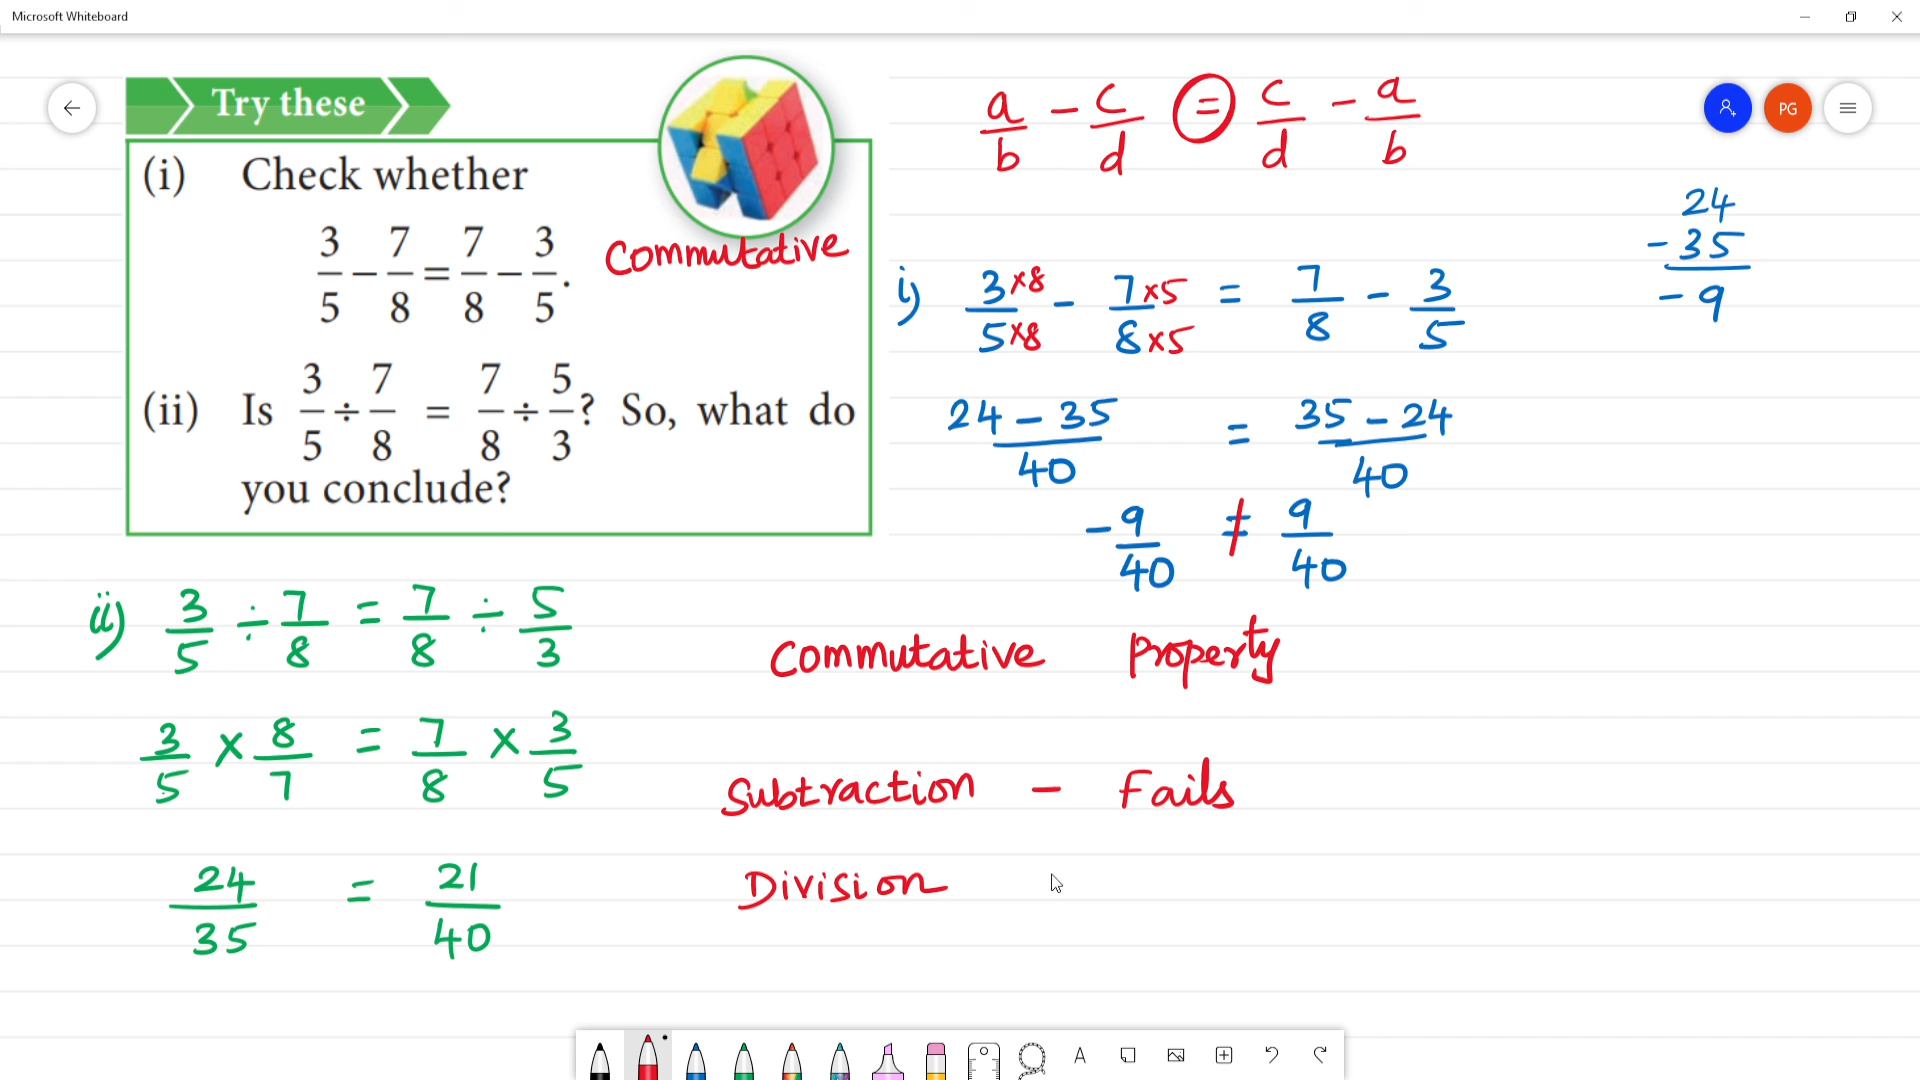 Microsoft Whiteboard
Try these
(i) Check whether
3/5 − 7/8 = 7/8 − 3/5.
Commutative
(ii) Is 3/5 ÷ 7/8 = 7/8 ÷ 5/3? So, what do
you conclude?
a/b − c/d = c/d − a/b
PG
24
− 35
− 9
i) 3×8/5×8 − 7×5/8×5 = 7/8 − 3/5
24 − 35/40 = 35 − 24/40
−9/40 ≠ 9/40
ii) 3/5 ÷ 7/8 = 7/8 ÷ 5/3
3/5 × 8/7 = 7/8 × 3/5
24/35 = 21/40
Commutative Property
Subtraction − Fails
Division
A